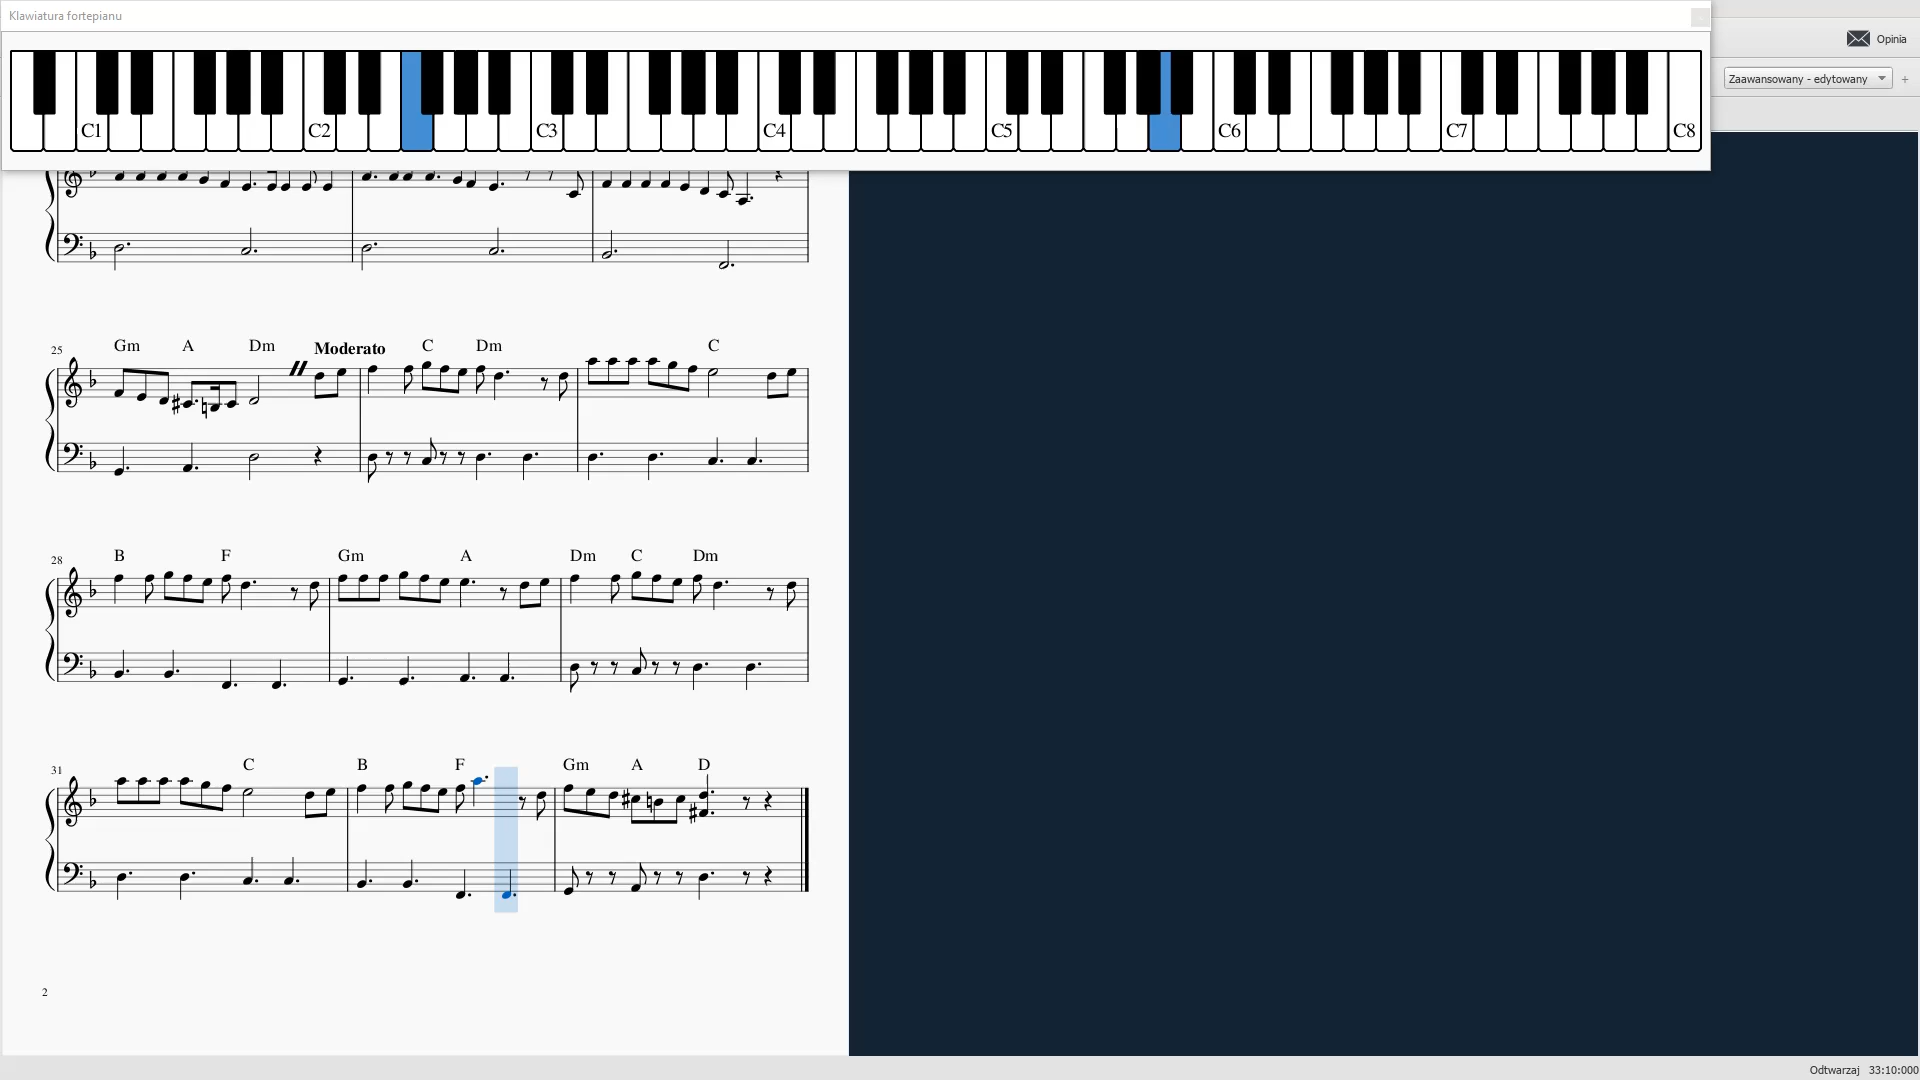 Klawiatura fortepianu
Opinia
Zaawansowany - edytowany +
C1 C2 C3 C4 C5 C6 C7 C8
25 Gm A Dm Moderato C Dm C
28 B F Gm A Dm C Dm
31 C B F Gm A D
2
Odtwarzaj 33:10:000